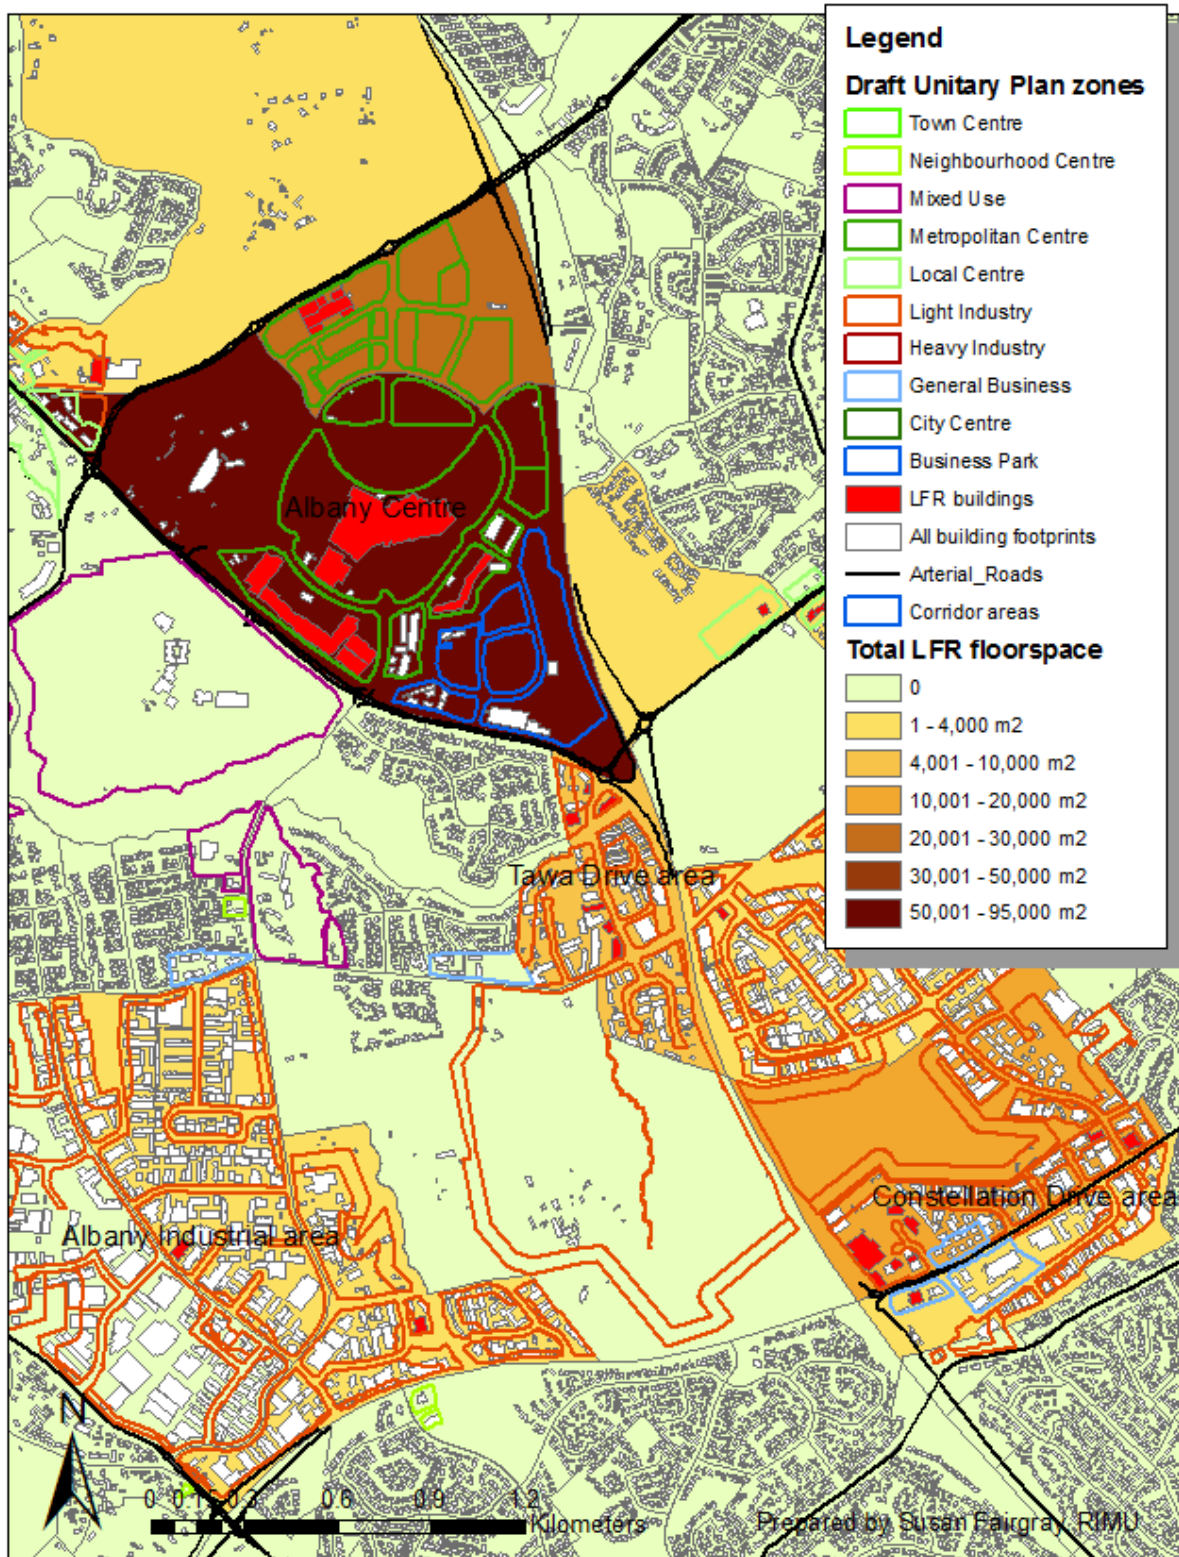 Legend
Draft Unitary Plan zones
Town Centre
Neighbourhood Centre
Mixed Use
Metropolitan Centre
Local Centre
Light Industry
Heavy Industry
General Business
City Centre
Business Park
LFR buildings
All building footprints
Arterial_Roads
Corridor areas
Total LFR floorspace
0
1 - 4,000 m2
4,001 - 10,000 m2
10,001 - 20,000 m2
20,001 - 30,000 m2
30,001 - 50,000 m2
50,001 - 95,000 m2
Albany Centre
Tawa Drive area
Constellation Drive area
Albany Industrial area
N
0 0.6 0.9 1.2
Kilometers
Prepared by Susan Fairgray, RIMU